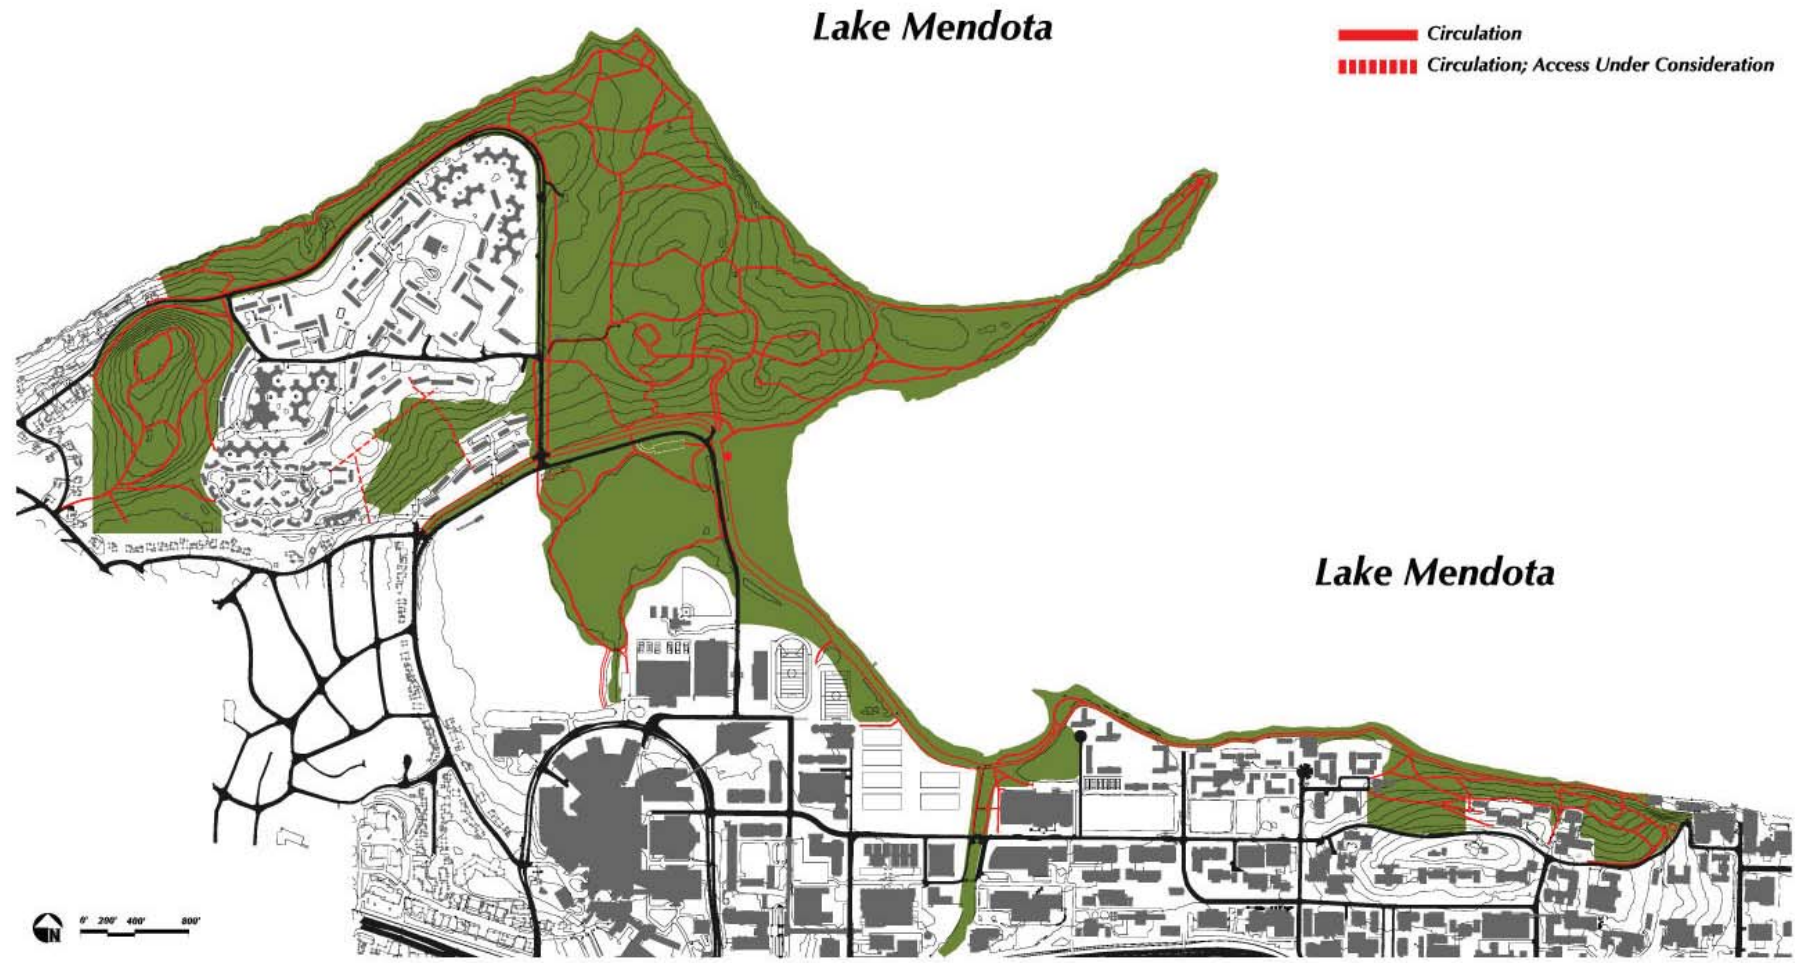 Lake Mendota
Circulation
Circulation; Access Under Consideration
Lake Mendota
N
0' 200' 400' 800'